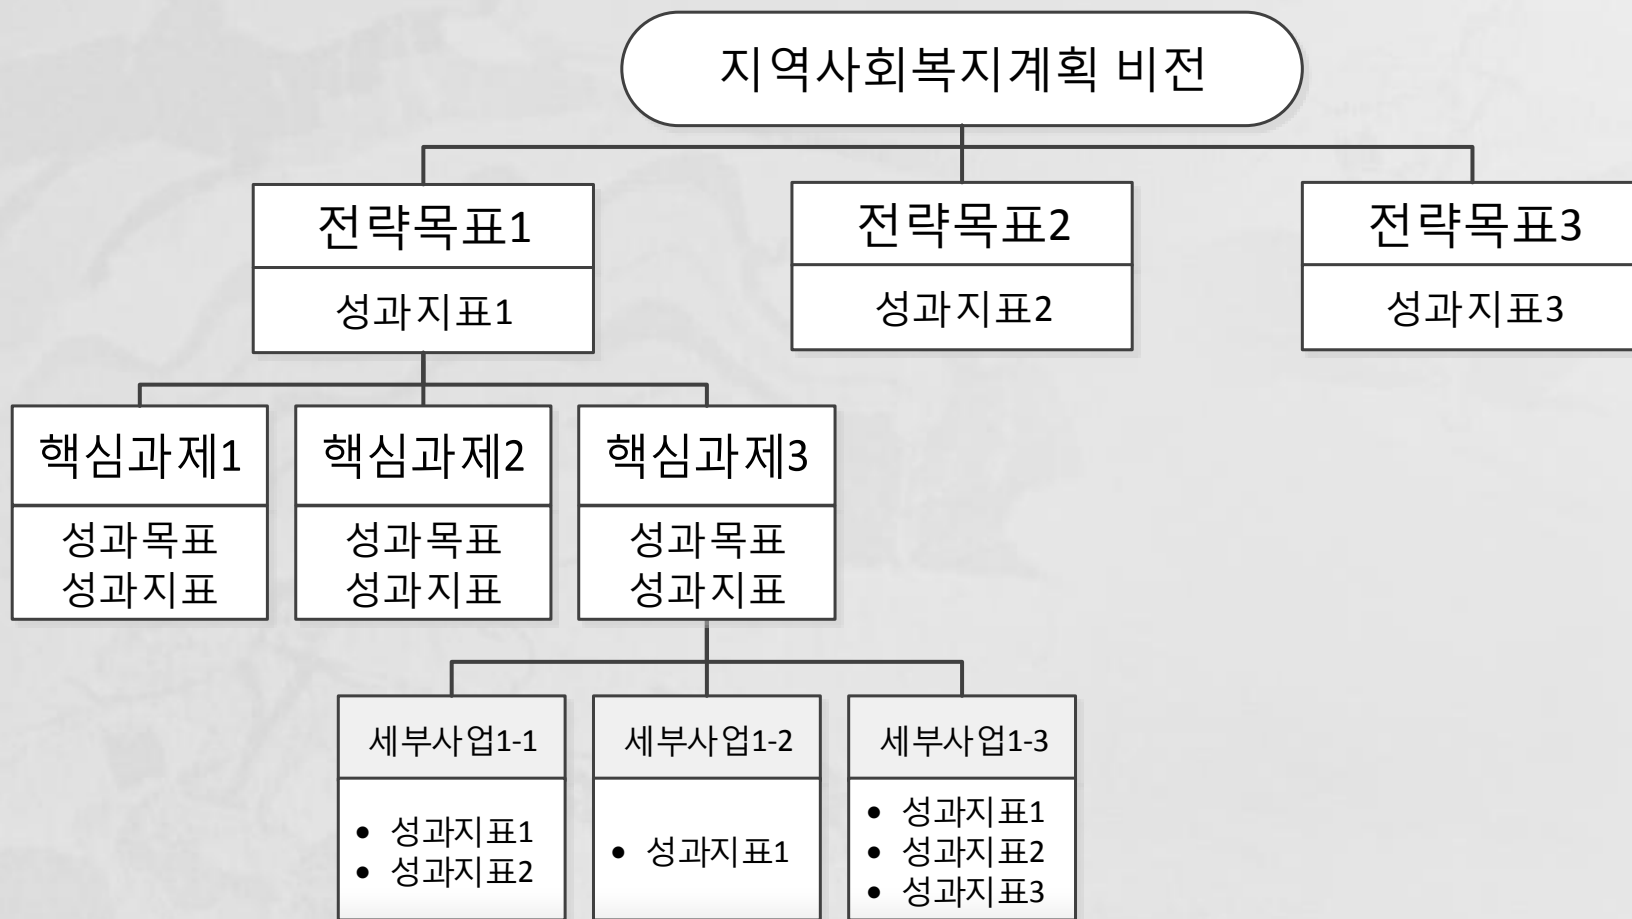 지역사회복지계획 비전
전략목표1
성과지표1
전략목표2
성과지표2
전략목표3
성과지표3
핵심과제1
성과목표
성과지표
핵심과제2
성과목표
성과지표
핵심과제3
성과목표
성과지표
세부사업1-1
• 성과지표1
• 성과지표2
세부사업1-2
• 성과지표1
세부사업1-3
• 성과지표1
• 성과지표2
• 성과지표3